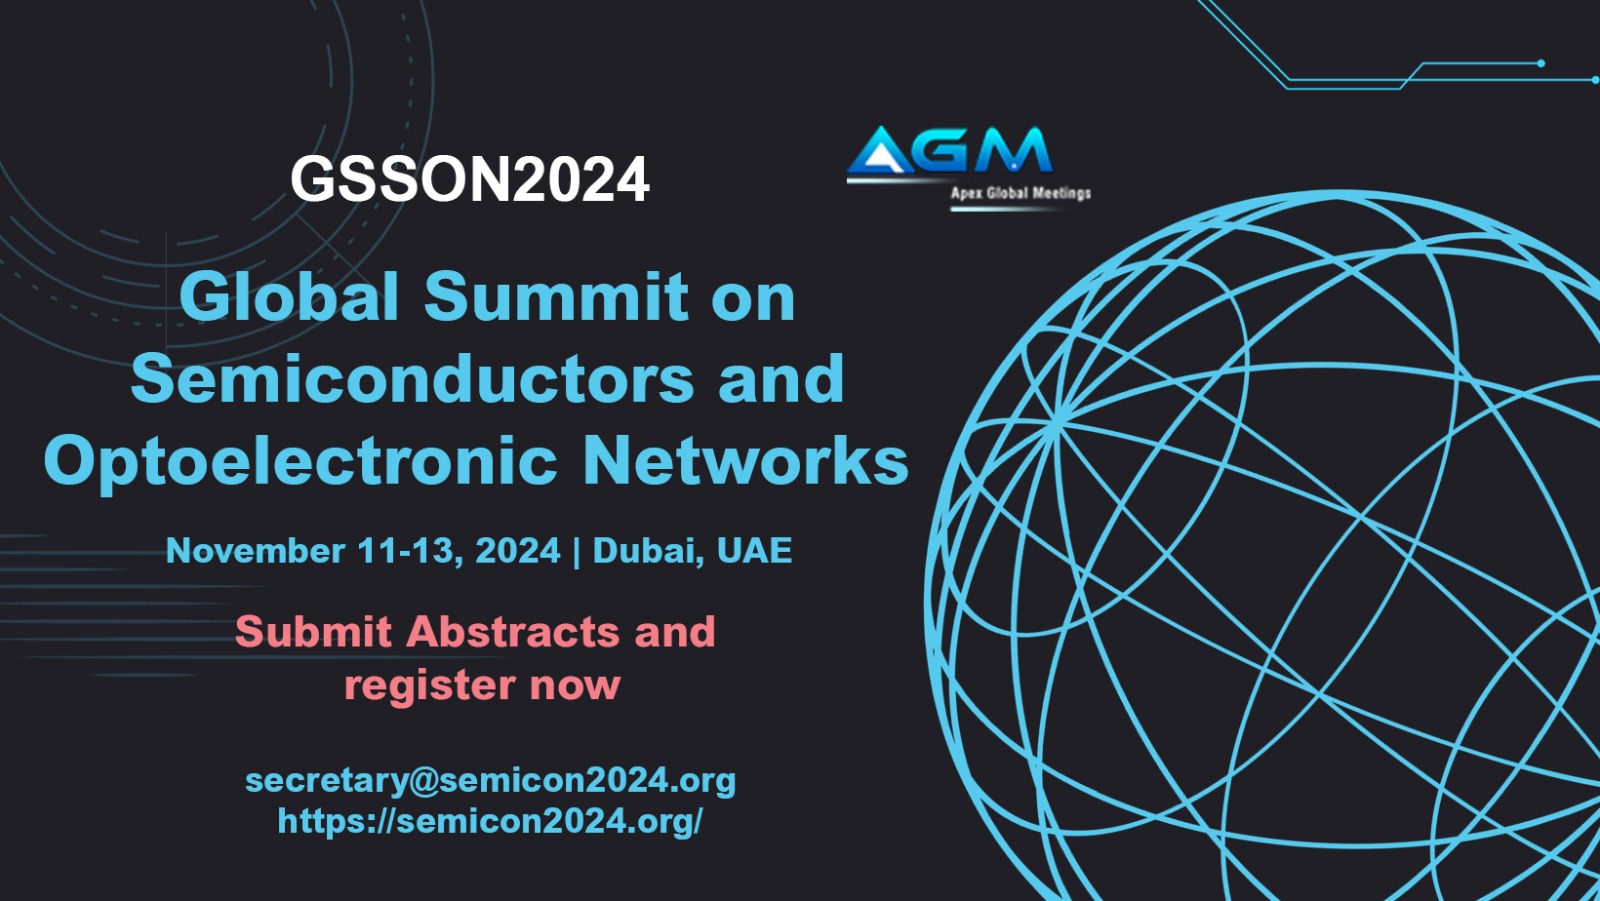 GSSON2024
AGM
Apex Global Meetings
Global Summit on
Semiconductors and
Optoelectronic Networks
November 11-13, 2024 | Dubai, UAE
Submit Abstracts and
register now
secretary@semicon2024.org
https://semicon2024.org/